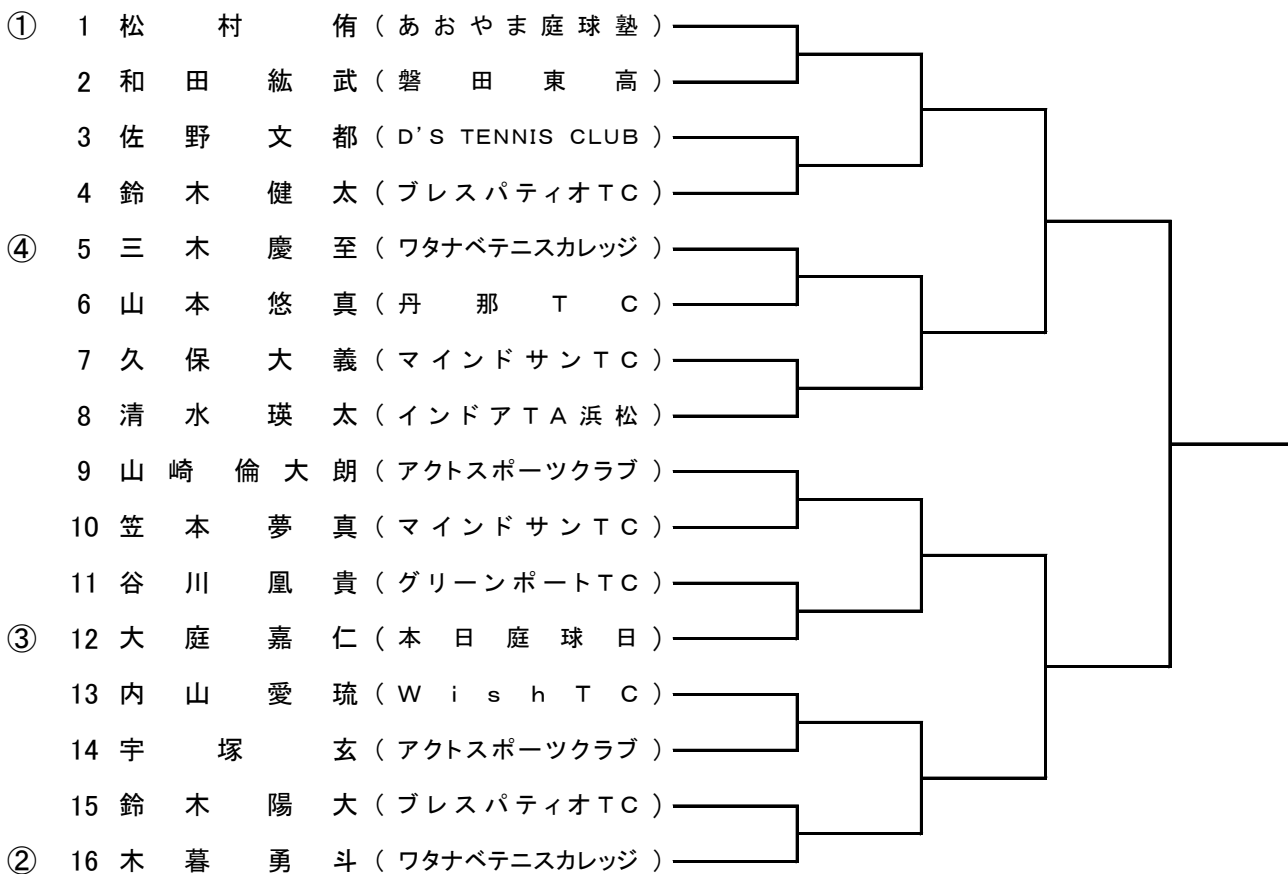 ① 1 松村侑（あおやま庭球塾）
2 和田紘武（磐田東高）
3 佐野文都（D'S TENNIS CLUB）
4 鈴木健太（ブレスパティオTC）
④ 5 三木慶至（ワタナベテニスカレッジ）
6 山本悠真（丹那TC）
7 久保大義（マインドサンTC）
8 清水瑛太（インドアTA浜松）
9 山崎倫大朗（アクトスポーツクラブ）
10 笠本夢真（マインドサンTC）
11 谷川凰貴（グリーンポートTC）
③ 12 大庭嘉仁（本日庭球日）
13 内山愛琉（WishTC）
14 宇塚玄（アクトスポーツクラブ）
15 鈴木陽大（ブレスパティオTC）
② 16 木暮勇斗（ワタナベテニスカレッジ）